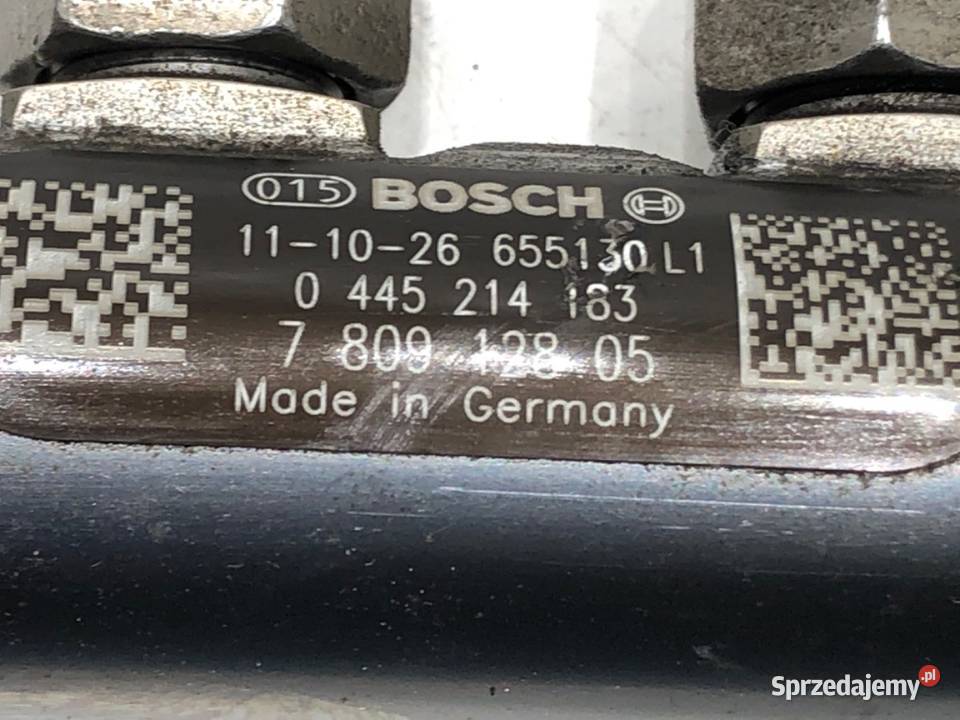 015 BOSCH
11-10-26 655130 L1
0 445 214 183
7 809 128 05
Made in Germany
Sprzedajemy.pl